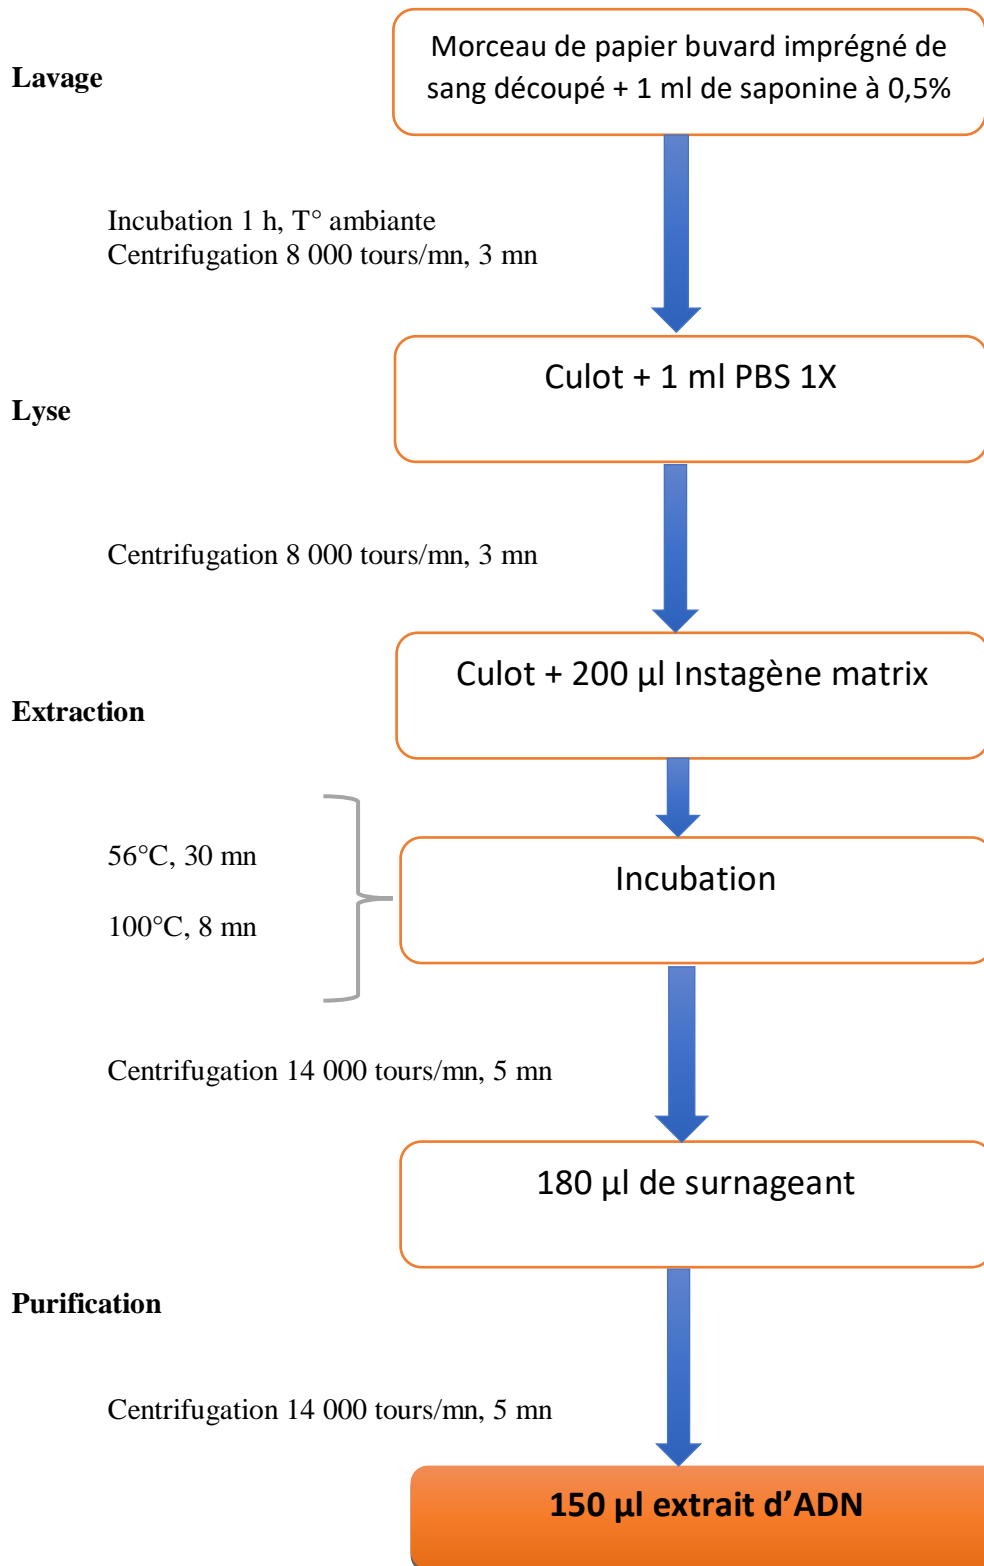 Lavage
Morceau de papier buvard imprégné de
sang découpé + 1 ml de saponine à 0,5%
Incubation 1 h, T° ambiante
Centrifugation 8 000 tours/mn, 3 mn
Culot + 1 ml PBS 1X
Lyse
Centrifugation 8 000 tours/mn, 3 mn
Culot + 200 µl Instagène matrix
Extraction
56°C, 30 mn
Incubation
100°C, 8 mn
Centrifugation 14 000 tours/mn, 5 mn
180 µl de surnageant
Purification
Centrifugation 14 000 tours/mn, 5 mn
150 µl extrait d’ADN